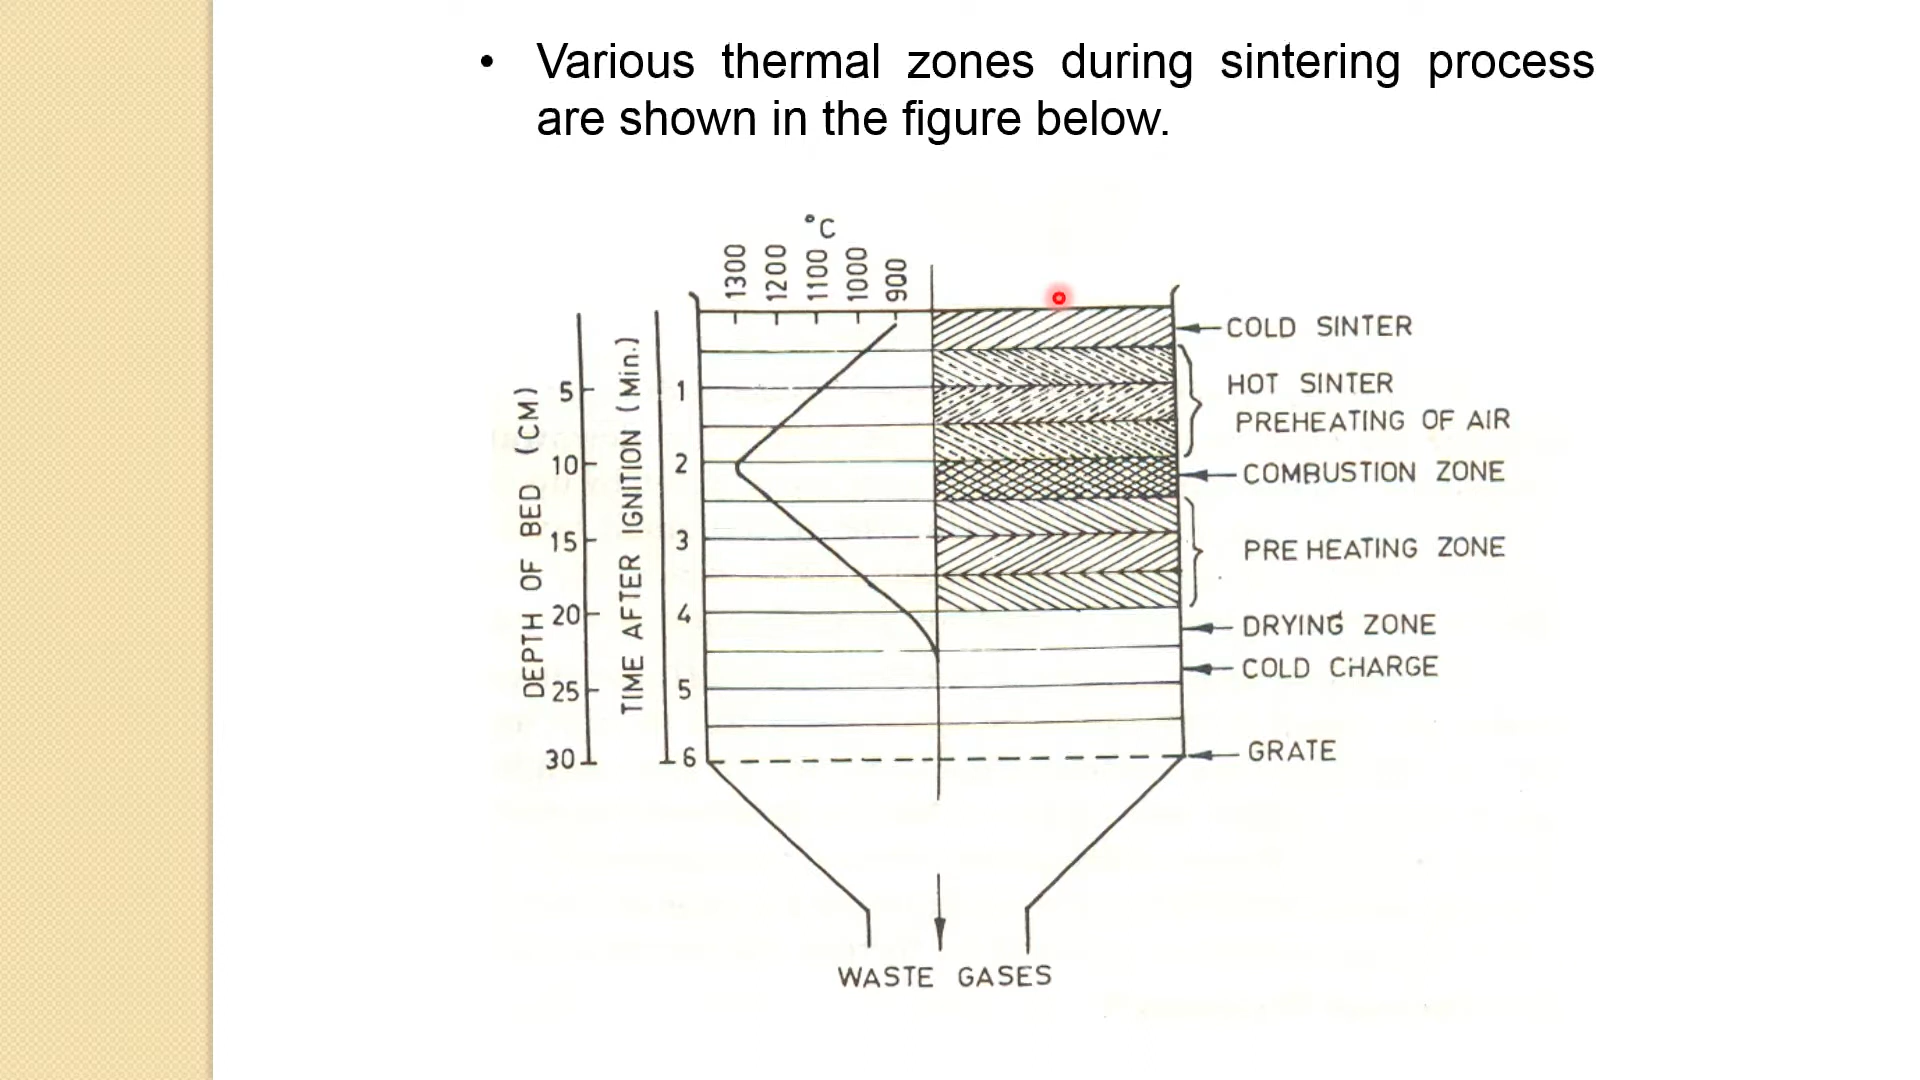 • Various thermal zones during sintering process
are shown in the figure below.
°C
1300 1200 1100 1000 900
COLD SINTER
HOT SINTER
PREHEATING OF AIR
COMBUSTION ZONE
PRE HEATING ZONE
DRYING ZONE
COLD CHARGE
GRATE
DEPTH OF BED (CM)
5
10
15
20
25
30
TIME AFTER IGNITION (Min.)
1
2
3
4
5
6
WASTE GASES